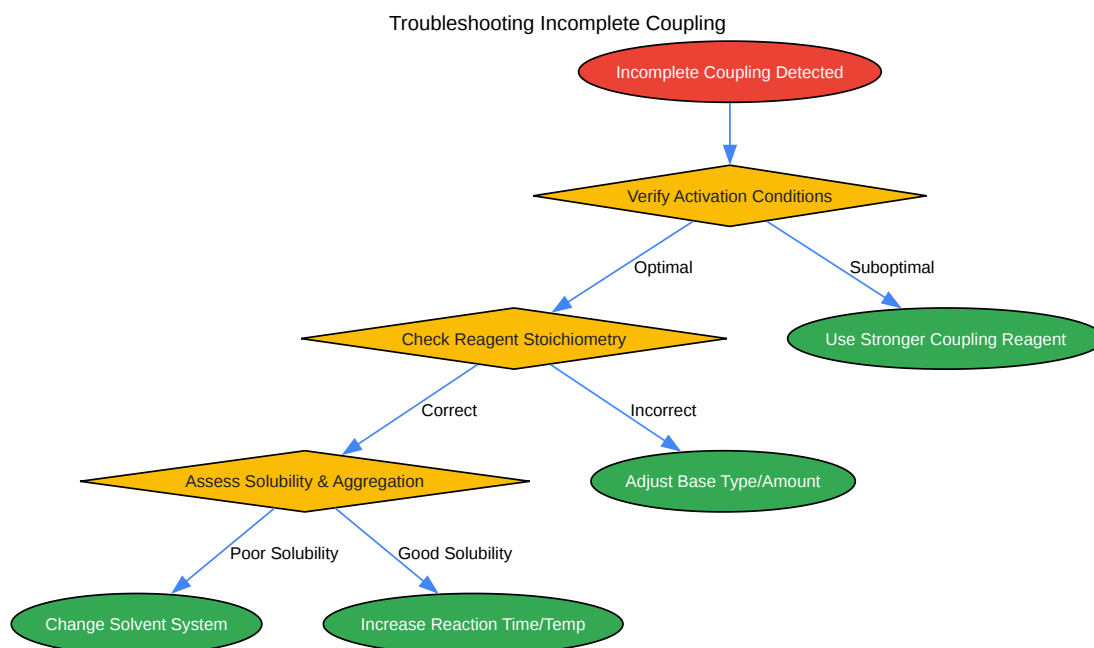 Troubleshooting Incomplete Coupling
Incomplete Coupling Detected
Verify Activation Conditions
Optimal
Suboptimal
Check Reagent Stoichiometry
Use Stronger Coupling Reagent
Correct
Incorrect
Assess Solubility & Aggregation
Adjust Base Type/Amount
Poor Solubility
Good Solubility
Change Solvent System
Increase Reaction Time/Temp